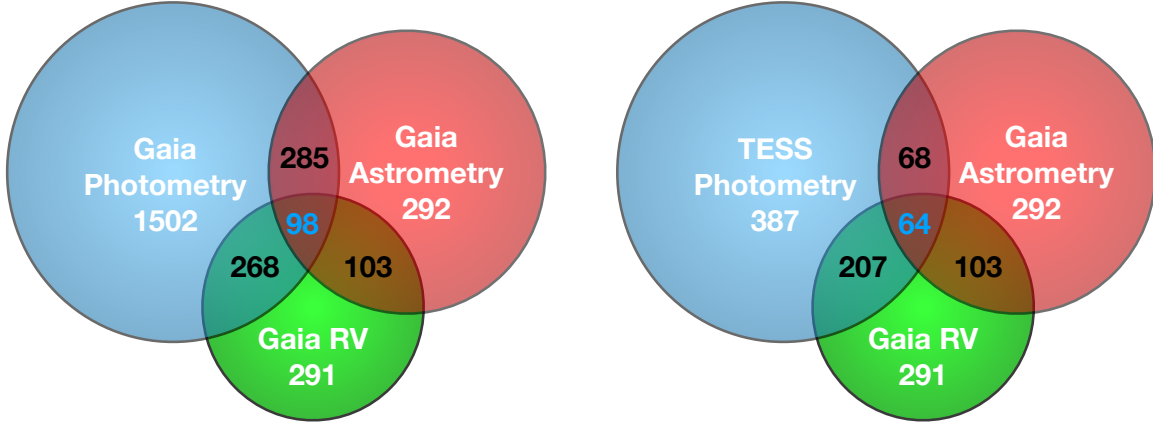 Gaia
Photometry
1502
285
Gaia
Astrometry
292
98
268
103
Gaia RV
291
TESS
Photometry
387
68
Gaia
Astrometry
292
64
207
103
Gaia RV
291